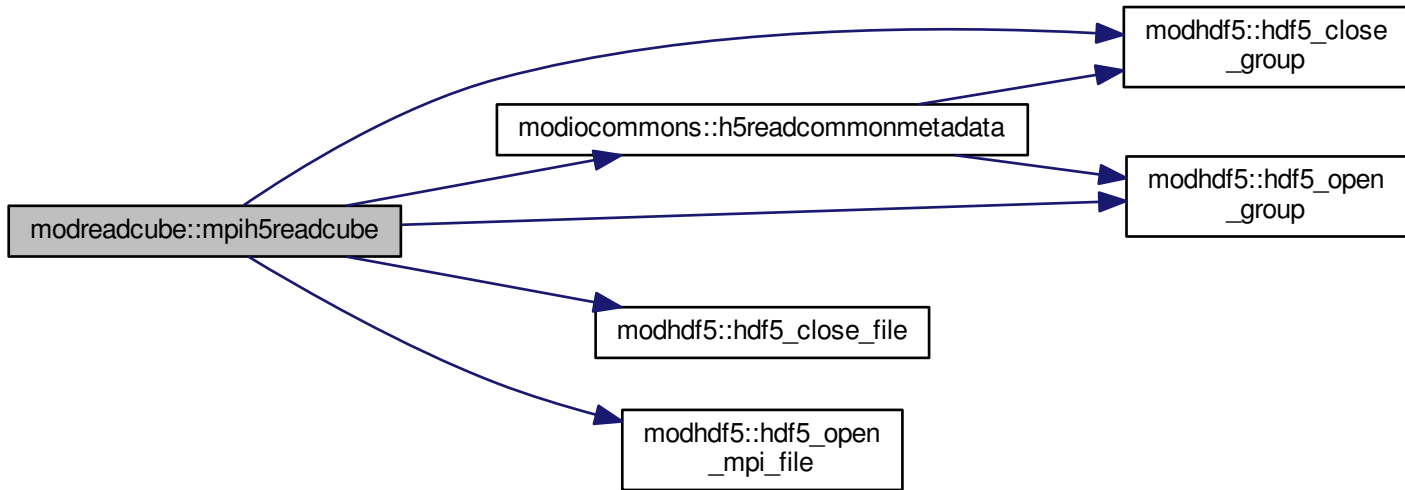 modhdf5::hdf5_close
_group
modiocommons::h5readcommonmetadata
modhdf5::hdf5_open
_group
modreadcube::mpih5readcube
modhdf5::hdf5_close_file
modhdf5::hdf5_open
_mpi_file